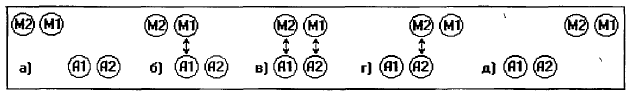 М2 М1 М2 М1 М2 М1 М2 М1 М2 М1
а) А1 А2 б) А1 А2 в) А1 А2 г) А1 А2 д) А1 А2